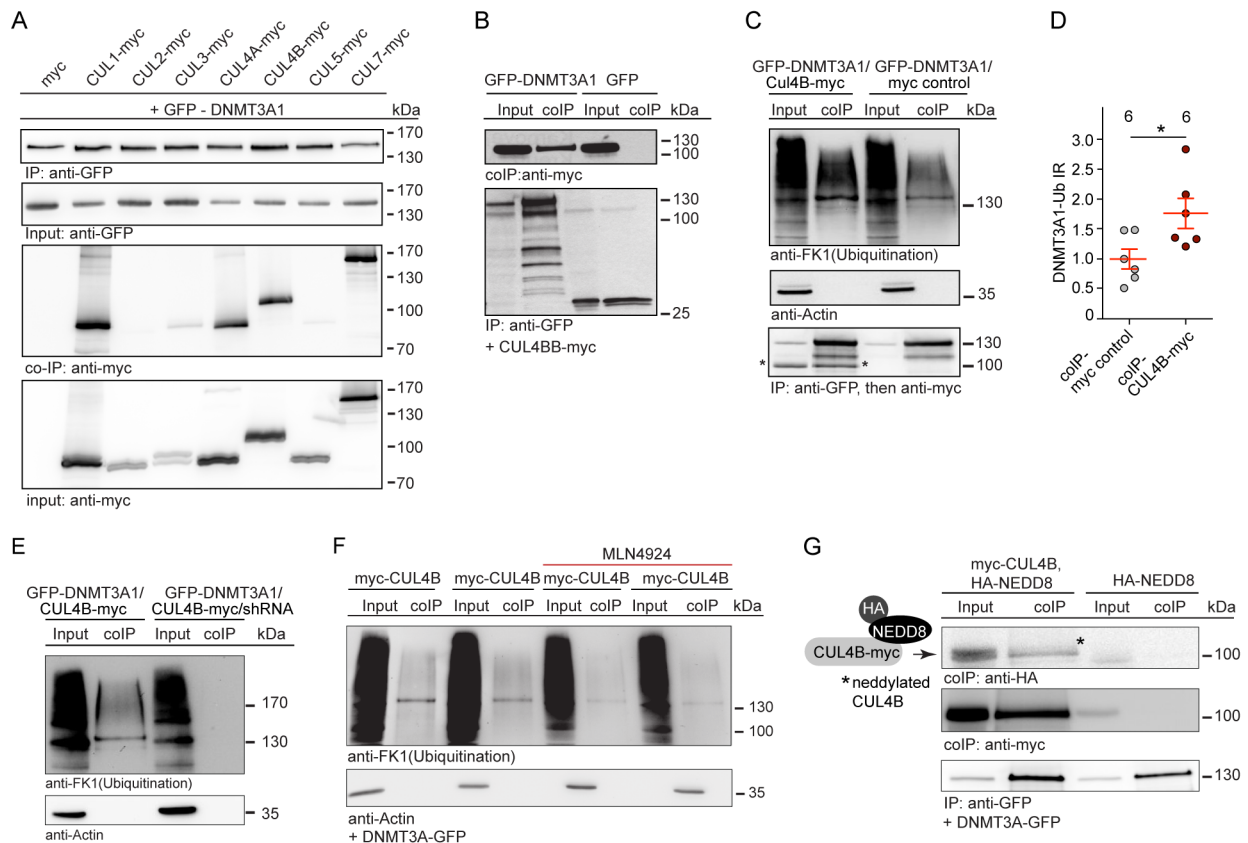 A
myc
CUL1-myc
CUL2-myc
CUL3-myc
CUL4A-myc
CUL4B-myc
CUL5-myc
CUL7-myc
+ GFP - DNMT3A1
kDa
170
130
IP: anti-GFP
170
130
Input: anti-GFP
170
130
100
70
co-IP: anti-myc
170
130
100
70
input: anti-myc
B
GFP-DNMT3A1 GFP
Input coIP Input coIP kDa
130
100
coIP:anti-myc
130
100
25
IP: anti-GFP
+ CUL4BB-myc
C
GFP-DNMT3A1/ GFP-DNMT3A1/
Cul4B-myc myc control
Input coIP Input coIP kDa
130
anti-FK1(Ubiquitination)
35
anti-Actin
130
* * 100
IP: anti-GFP, then anti-myc
D
6 6
*
3.0
2.5
2.0
1.5
1.0
0.5
0
DNMT3A1-Ub IR
coIP-
myc control
coIP-
CUL4B-myc
E
GFP-DNMT3A1/ GFP-DNMT3A1/
CUL4B-myc CUL4B-myc/shRNA
Input coIP Input coIP kDa
170
130
anti-FK1(Ubiquitination)
35
anti-Actin
F
MLN4924
myc-CUL4B myc-CUL4B myc-CUL4B myc-CUL4B
Input coIP Input coIP Input coIP Input coIP kDa
130
100
anti-FK1(Ubiquitination)
35
anti-Actin
+ DNMT3A-GFP
G
myc-CUL4B,
HA-NEDD8 HA-NEDD8
Input coIP Input coIP kDa
HA
NEDD8
CUL4B-myc
* neddylated
CUL4B
*
100
coIP: anti-HA
100
coIP: anti-myc
130
IP: anti-GFP
+ DNMT3A-GFP